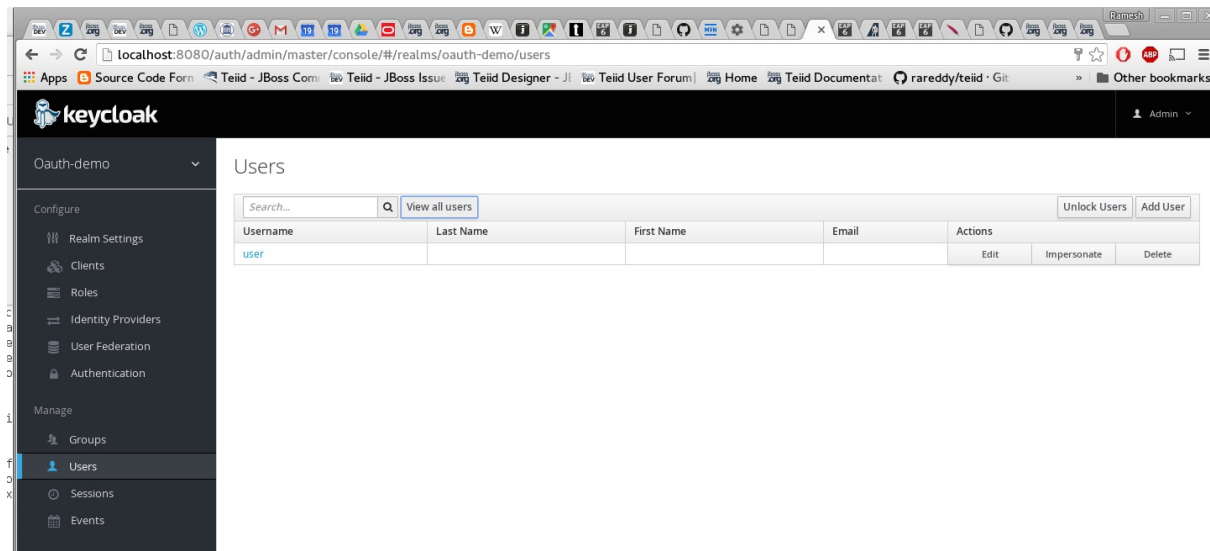 Ramesh
localhost:8080/auth/admin/master/console/#/realms/oauth-demo/users
Apps Source Code Form Teiid - JBoss Com Teiid - JBoss Issue Teiid Designer - J Teiid User Forum Home Teiid Documentat rareddy/teiid · Git » Other bookmarks
keycloak Admin
Oauth-demo
Users
Search... View all users Unlock Users Add User
Username Last Name First Name Email Actions
user Edit Impersonate Delete
Configure
Realm Settings
Clients
Roles
Identity Providers
User Federation
Authentication
Manage
Groups
Users
Sessions
Events